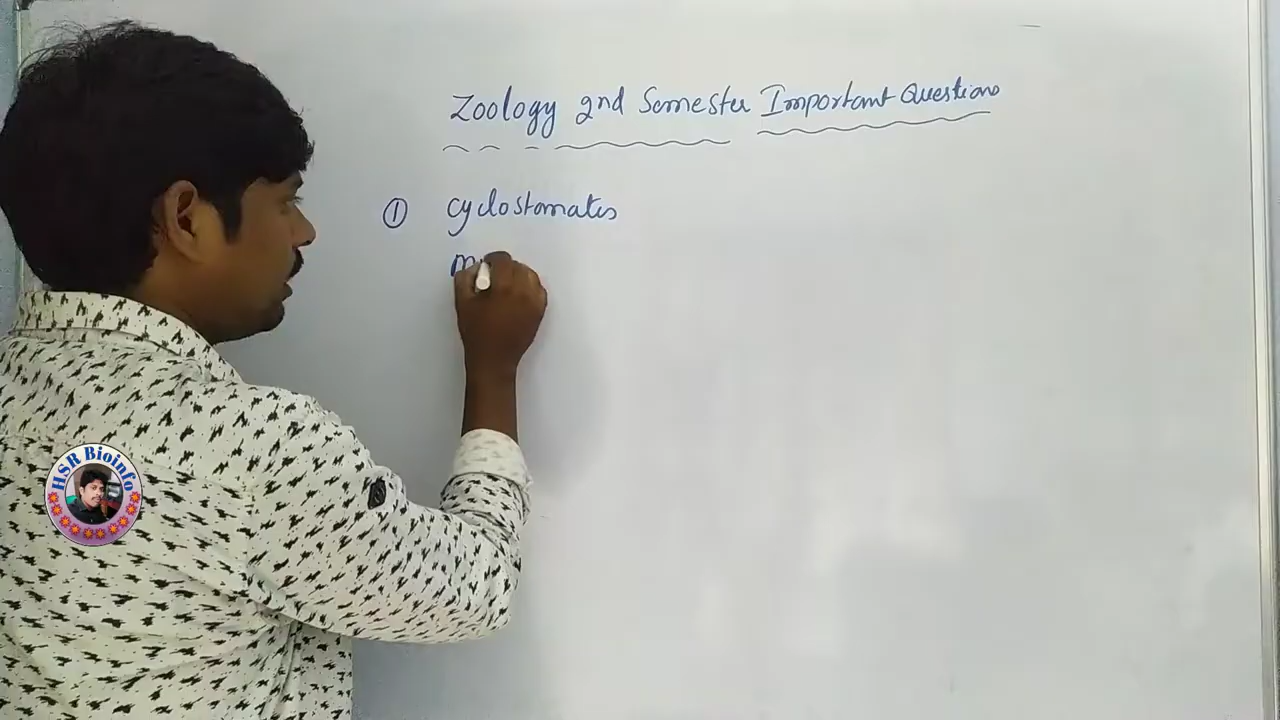 Zoology 2nd Semester Important Questions
① cyclostomates
m
HSR Bioinfo